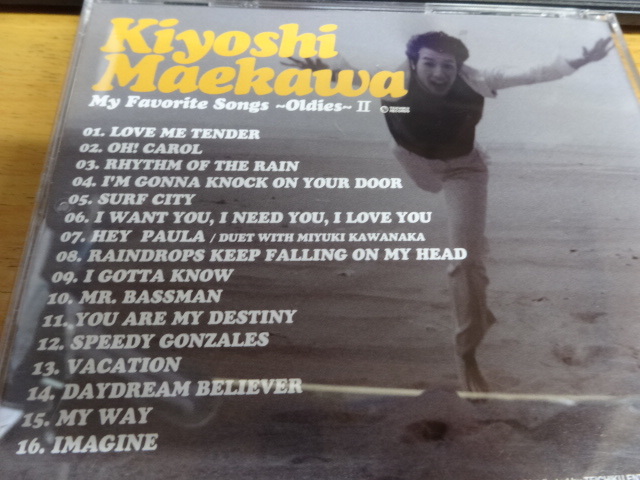 Kiyoshi
Maekawa
My Favorite Songs ~Oldies~ II
01. LOVE ME TENDER
02. OH! CAROL
03. RHYTHM OF THE RAIN
04. I'M GONNA KNOCK ON YOUR DOOR
05. SURF CITY
06. I WANT YOU, I NEED YOU, I LOVE YOU
07. HEY PAULA / DUET WITH MIYUKI KAWANAKA
08. RAINDROPS KEEP FALLING ON MY HEAD
09. I GOTTA KNOW
10. MR. BASSMAN
11. YOU ARE MY DESTINY
12. SPEEDY GONZALES
13. VACATION
14. DAYDREAM BELIEVER
15. MY WAY
16. IMAGINE